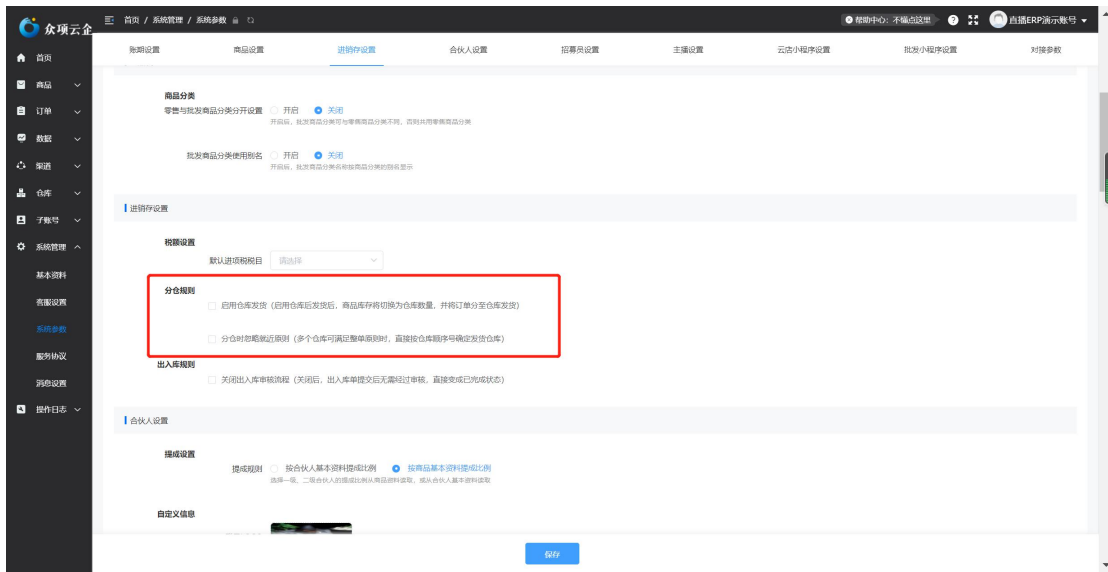 众项云企
首页 / 系统管理 / 系统参数
帮助中心：不懂点这里
直播ERP演示账号
账期设置 商品设置 进销存设置 合伙人设置 招募员设置 主播设置 云店小程序设置 批发小程序设置 对接参数
首页
商品
订单
数据
渠道
仓库
子账号
系统管理
基本资料
客服设置
系统参数
服务协议
消息设置
操作日志
商品分类
零售与批发商品分类分开设置 开启 关闭
开启后，批发商品分类可与零售商品分类不同，否则共用零售商品分类
批发商品分类使用别名 开启 关闭
开启后，批发商品分类名称按商品分类的别名显示
进销存设置
税额设置
默认进项税税目 请选择
分仓规则
启用仓库发货（启用仓库后发货后，商品库存将切换为仓库数量，并将订单分至仓库发货）
分仓时忽略就近原则（多个仓库可满足整单原则时，直接按仓库顺序号确定发货仓库）
出入库规则
关闭出入库审核流程（关闭后，出入库单提交后无需经过审核，直接变成已完成状态）
合伙人设置
提成设置
提成规则 按合伙人基本资料提成比例 按商品基本资料提成比例
选择一级、二级合伙人的提成比例从商品资料读取，或从合伙人基本资料读取
自定义信息
保存